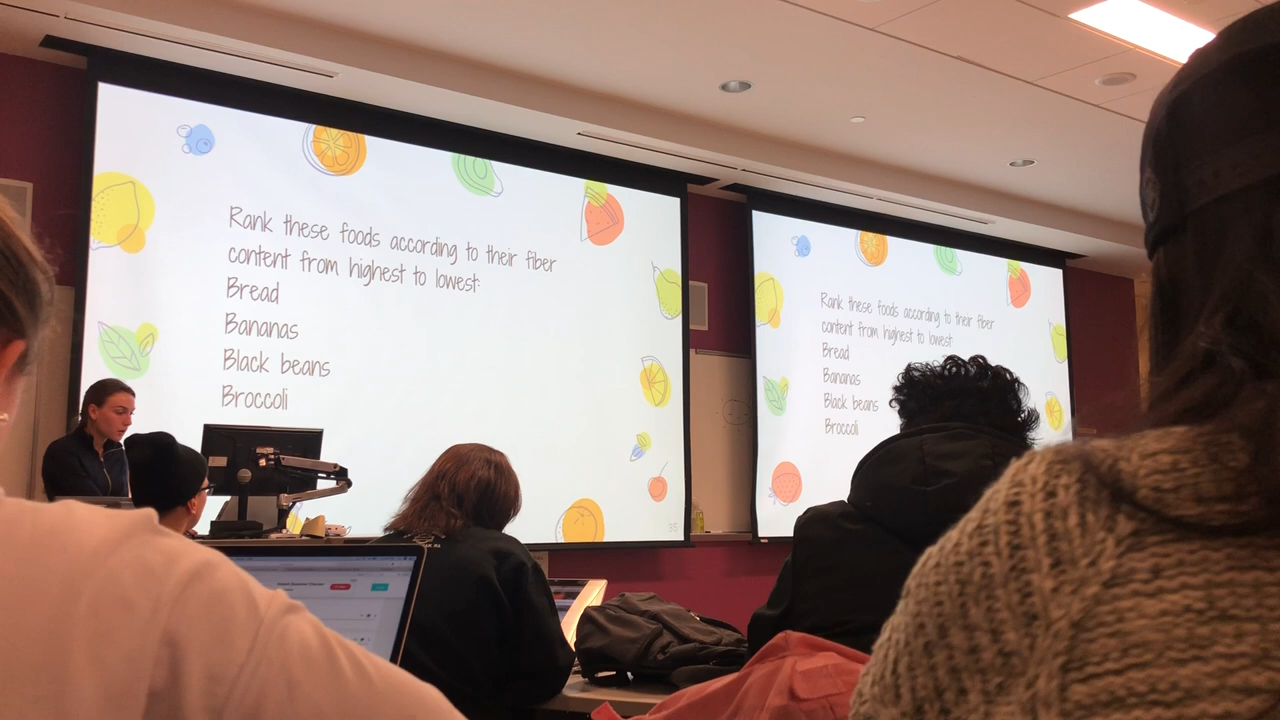 Rank these foods according to their fiber
content from highest to lowest:
Bread
Bananas
Black beans
Broccoli
35
Rank these foods according to their fiber
content from highest to lowest:
Bread
Bananas
Black beans
Broccoli